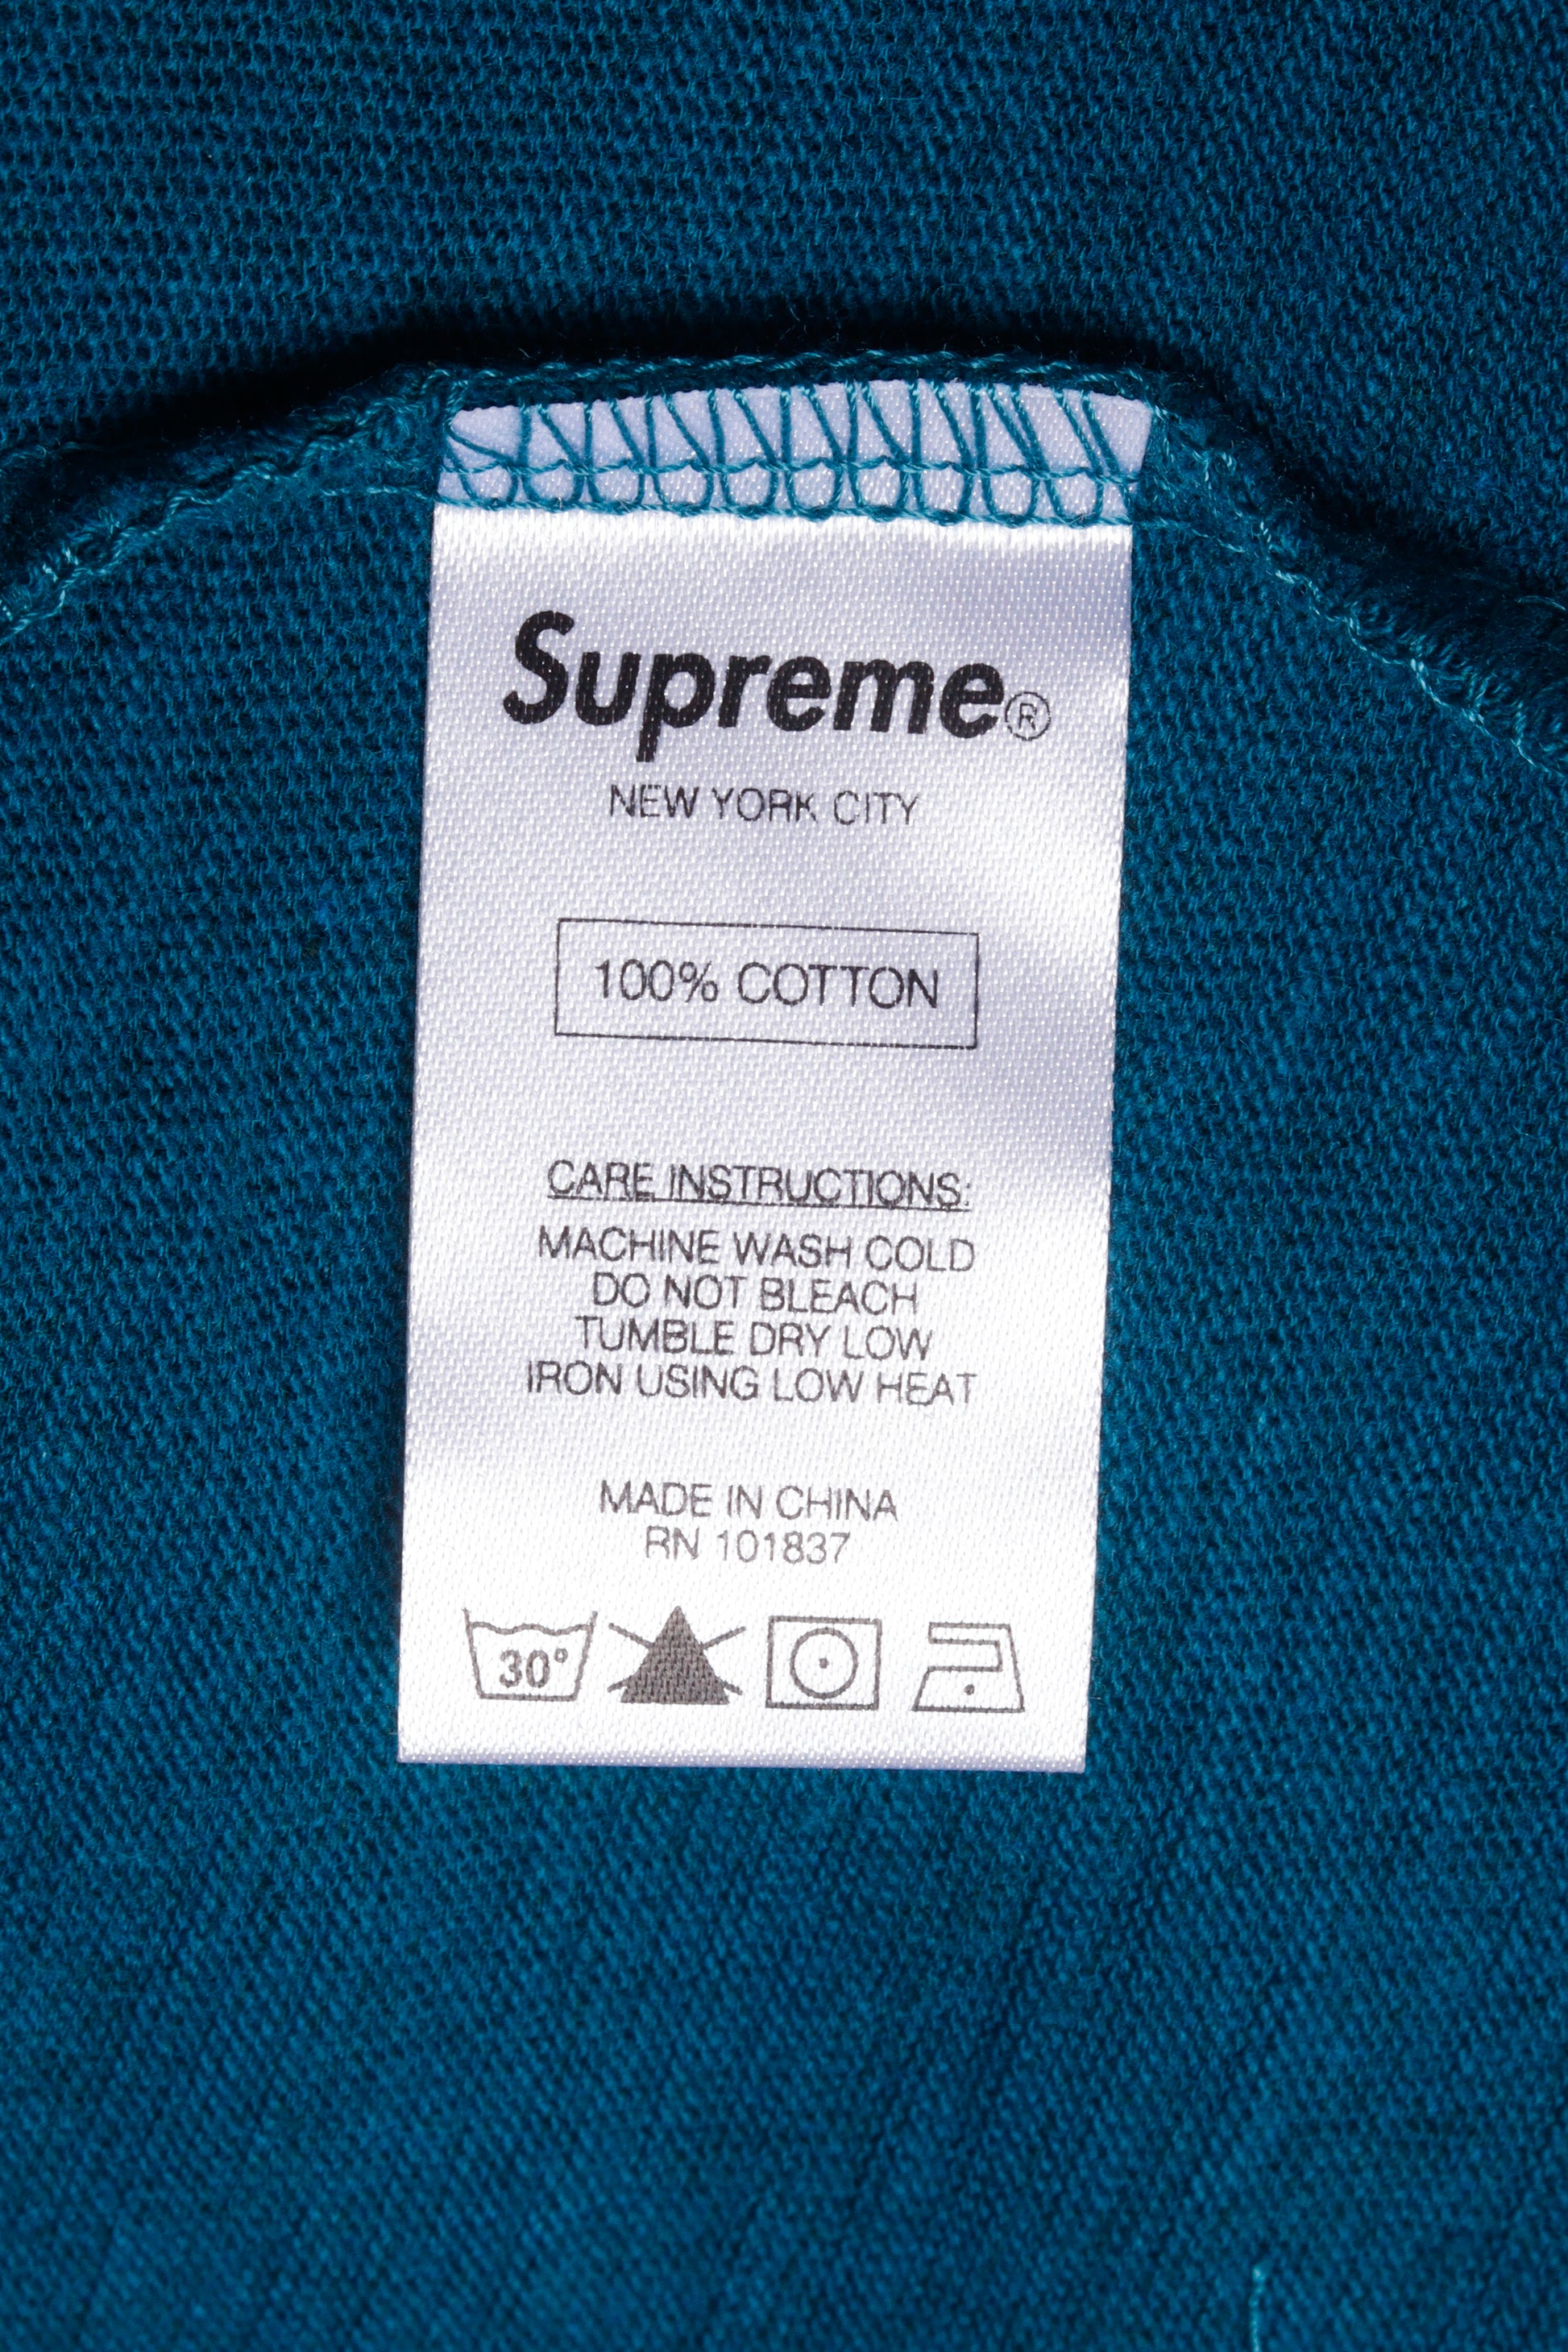 Supreme®
NEW YORK CITY
100% COTTON
CARE INSTRUCTIONS:
MACHINE WASH COLD
DO NOT BLEACH
TUMBLE DRY LOW
IRON USING LOW HEAT
MADE IN CHINA
RN 101837
30°